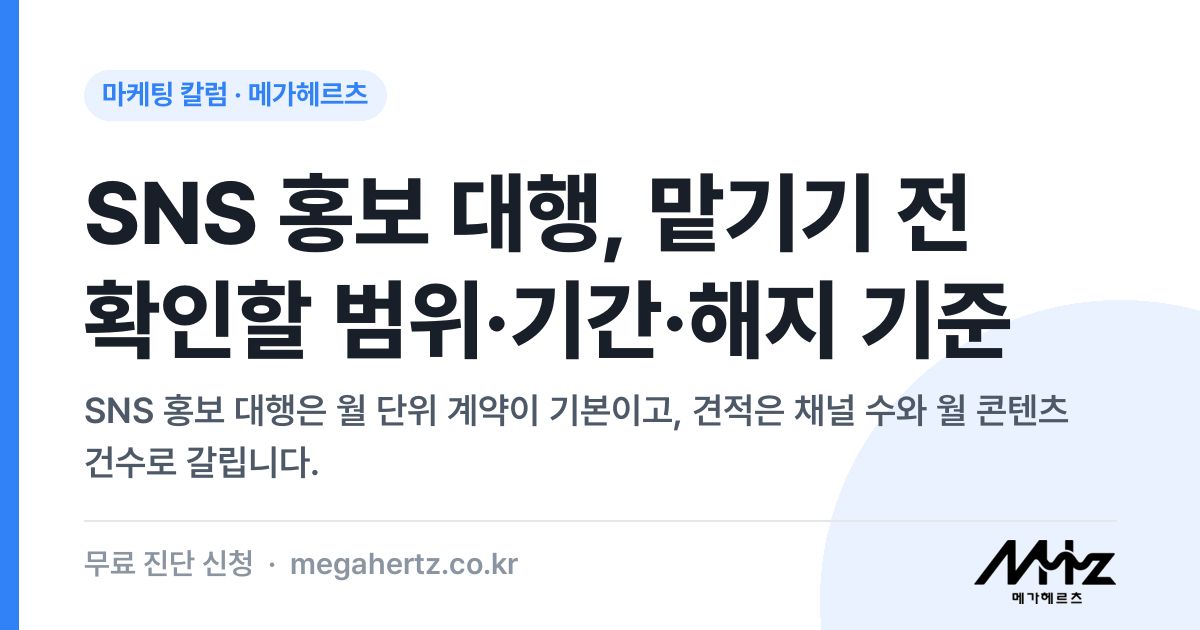 마케팅 칼럼 · 메가헤르츠
SNS 홍보 대행, 맡기기 전
확인할 범위·기간·해지 기준
SNS 홍보 대행은 월 단위 계약이 기본이고, 견적은 채널 수와 월 콘텐츠
건수로 갈립니다.
무료 진단 신청 · megahertz.co.kr
MHz
메가헤르츠